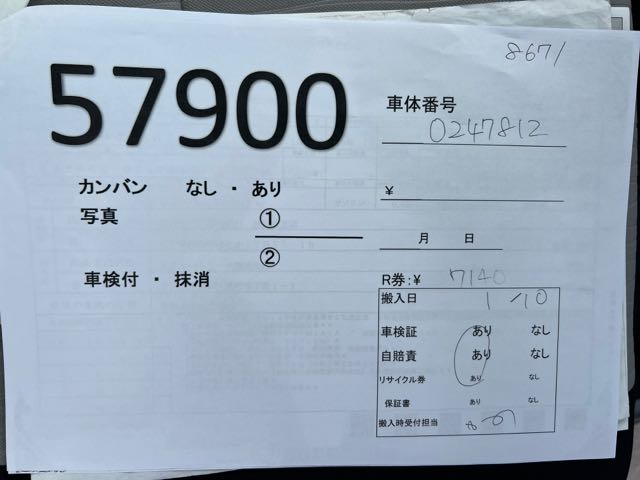 8671
57900
車体番号
0247812
カンバン なし ・ あり
¥
写真 ①
②
月 日
車検付 ・ 抹消
R券:¥ 7140
搬入日 1/10
車検証 あり なし
自賠責 あり なし
リサイクル券 あり なし
保証書 あり なし
搬入時受付担当